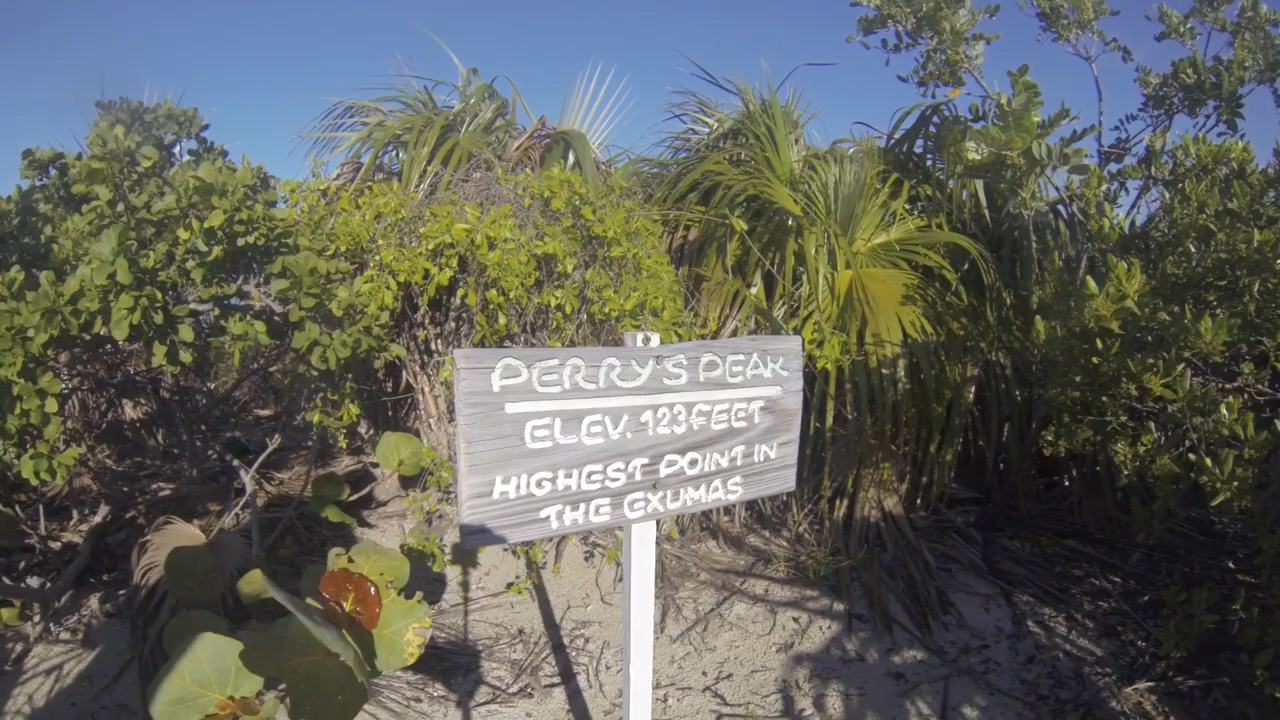 PERRY'S PEAK
ELEV. 123 FEET
HIGHEST POINT IN
THE EXUMAS